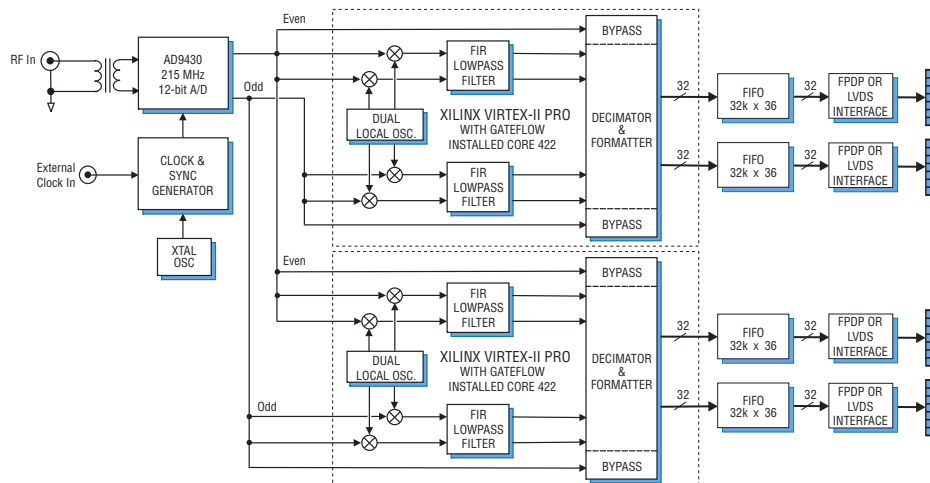 RF In
AD9430
215 MHz
12-bit A/D
Even
Odd
External
Clock In
CLOCK &
SYNC
GENERATOR
XTAL
OSC
FIR
LOWPASS
FILTER
DUAL
LOCAL OSC.
XILINX VIRTEX-II PRO
WITH GATEFLOW
INSTALLED CORE 422
FIR
LOWPASS
FILTER
BYPASS
DECIMATOR
&
FORMATTER
BYPASS
32
FIFO
32k x 36
32
FPDP OR
LVDS
INTERFACE
32
FIFO
32k x 36
32
FPDP OR
LVDS
INTERFACE
Even
Odd
FIR
LOWPASS
FILTER
DUAL
LOCAL OSC.
XILINX VIRTEX-II PRO
WITH GATEFLOW
INSTALLED CORE 422
FIR
LOWPASS
FILTER
BYPASS
DECIMATOR
&
FORMATTER
BYPASS
32
FIFO
32k x 36
32
FPDP OR
LVDS
INTERFACE
32
FIFO
32k x 36
32
FPDP OR
LVDS
INTERFACE